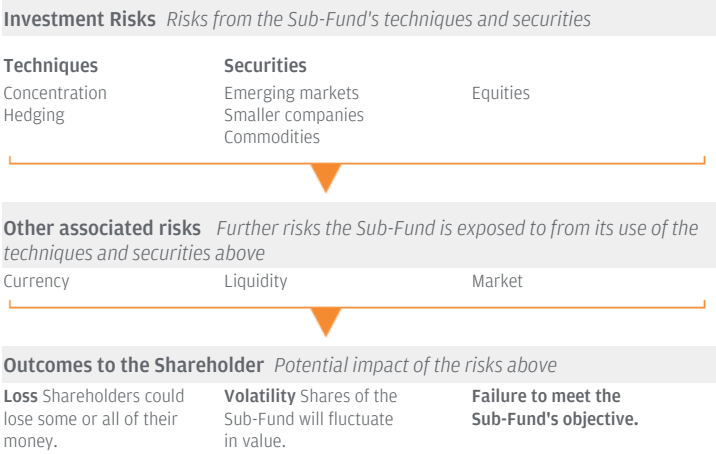 Investment Risks Risks from the Sub-Fund's techniques and securities
Techniques
Concentration
Hedging
Securities
Emerging markets
Smaller companies
Commodities
Equities
Other associated risks Further risks the Sub-Fund is exposed to from its use of the
techniques and securities above
Currency
Liquidity
Market
Outcomes to the Shareholder Potential impact of the risks above
Loss Shareholders could
lose some or all of their
money.
Volatility Shares of the
Sub-Fund will fluctuate
in value.
Failure to meet the
Sub-Fund's objective.